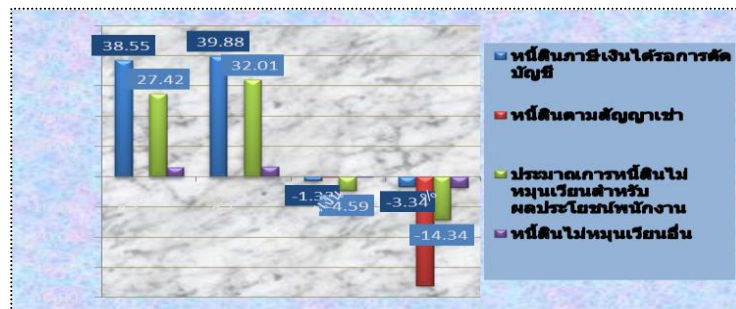 38.55
39.88
27.42
32.01
-1.33
-4.59
-3.34
%
-14.34
หนี้สินภาษีเงินได้รอการตัด
บัญชี
หนี้สินตามสัญญาเช่า
ประมาณการหนี้สินไม่
หมุนเวียนสำหรับ
ผลประโยชน์พนักงาน
หนี้สินไม่หมุนเวียนอื่น